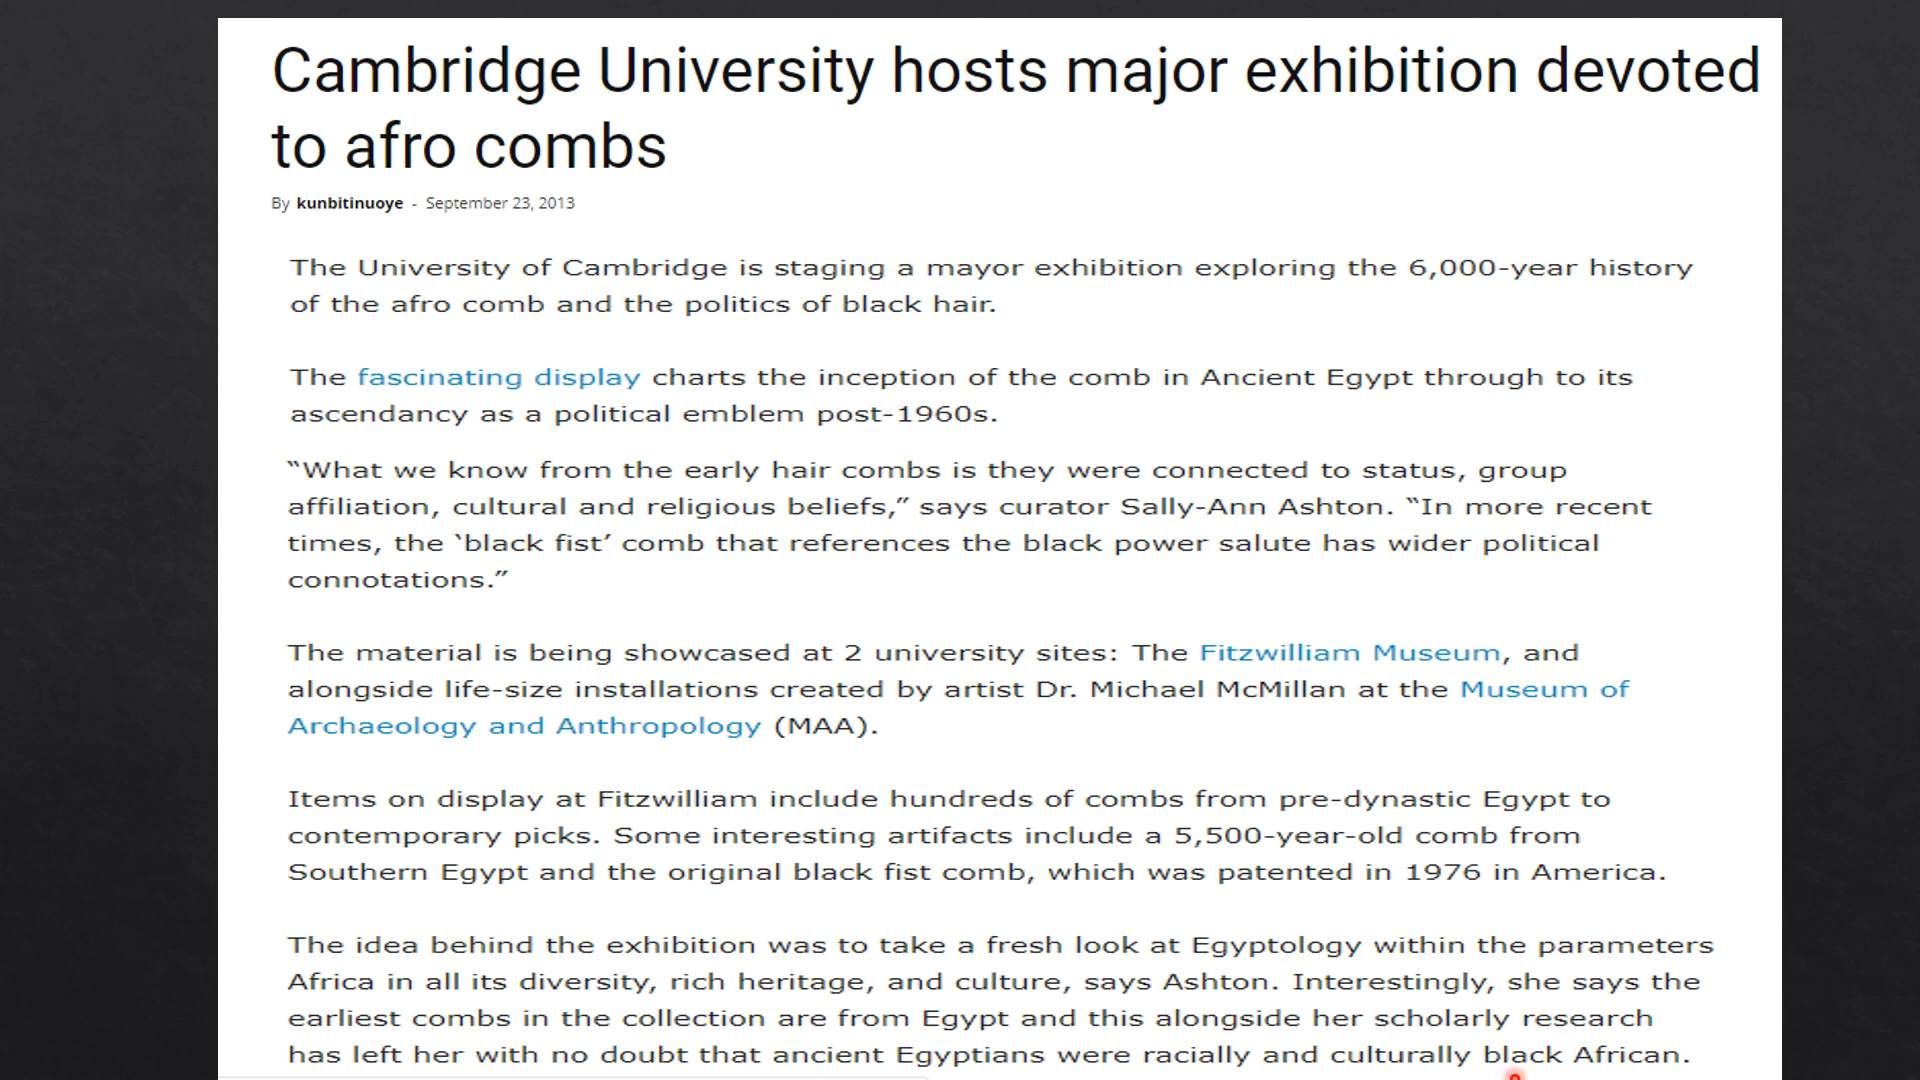 Cambridge University hosts major exhibition devoted
to afro combs
By kunbitinuoye - September 23, 2013
The University of Cambridge is staging a mayor exhibition exploring the 6,000-year history
of the afro comb and the politics of black hair.
The fascinating display charts the inception of the comb in Ancient Egypt through to its
ascendancy as a political emblem post-1960s.
“What we know from the early hair combs is they were connected to status, group
affiliation, cultural and religious beliefs,” says curator Sally-Ann Ashton. “In more recent
times, the ‘black fist’ comb that references the black power salute has wider political
connotations.”
The material is being showcased at 2 university sites: The Fitzwilliam Museum, and
alongside life-size installations created by artist Dr. Michael McMillan at the Museum of
Archaeology and Anthropology (MAA).
Items on display at Fitzwilliam include hundreds of combs from pre-dynastic Egypt to
contemporary picks. Some interesting artifacts include a 5,500-year-old comb from
Southern Egypt and the original black fist comb, which was patented in 1976 in America.
The idea behind the exhibition was to take a fresh look at Egyptology within the parameters
Africa in all its diversity, rich heritage, and culture, says Ashton. Interestingly, she says the
earliest combs in the collection are from Egypt and this alongside her scholarly research
has left her with no doubt that ancient Egyptians were racially and culturally black African.